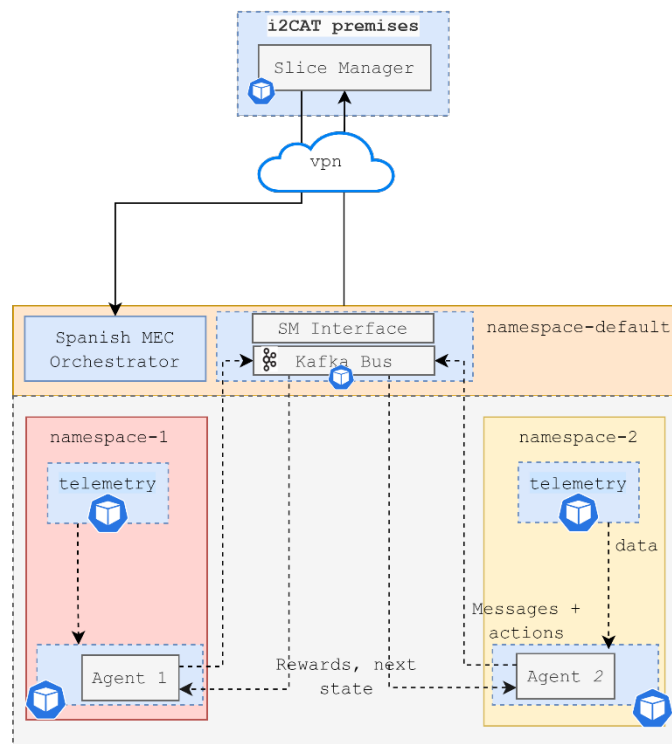 i2CAT premises
Slice Manager
vpn
Spanish MEC
Orchestrator
SM Interface
Kafka Bus
namespace-default
namespace-1
telemetry
namespace-2
telemetry
data
Messages +
actions
Agent 1
Rewards, next
state
Agent 2